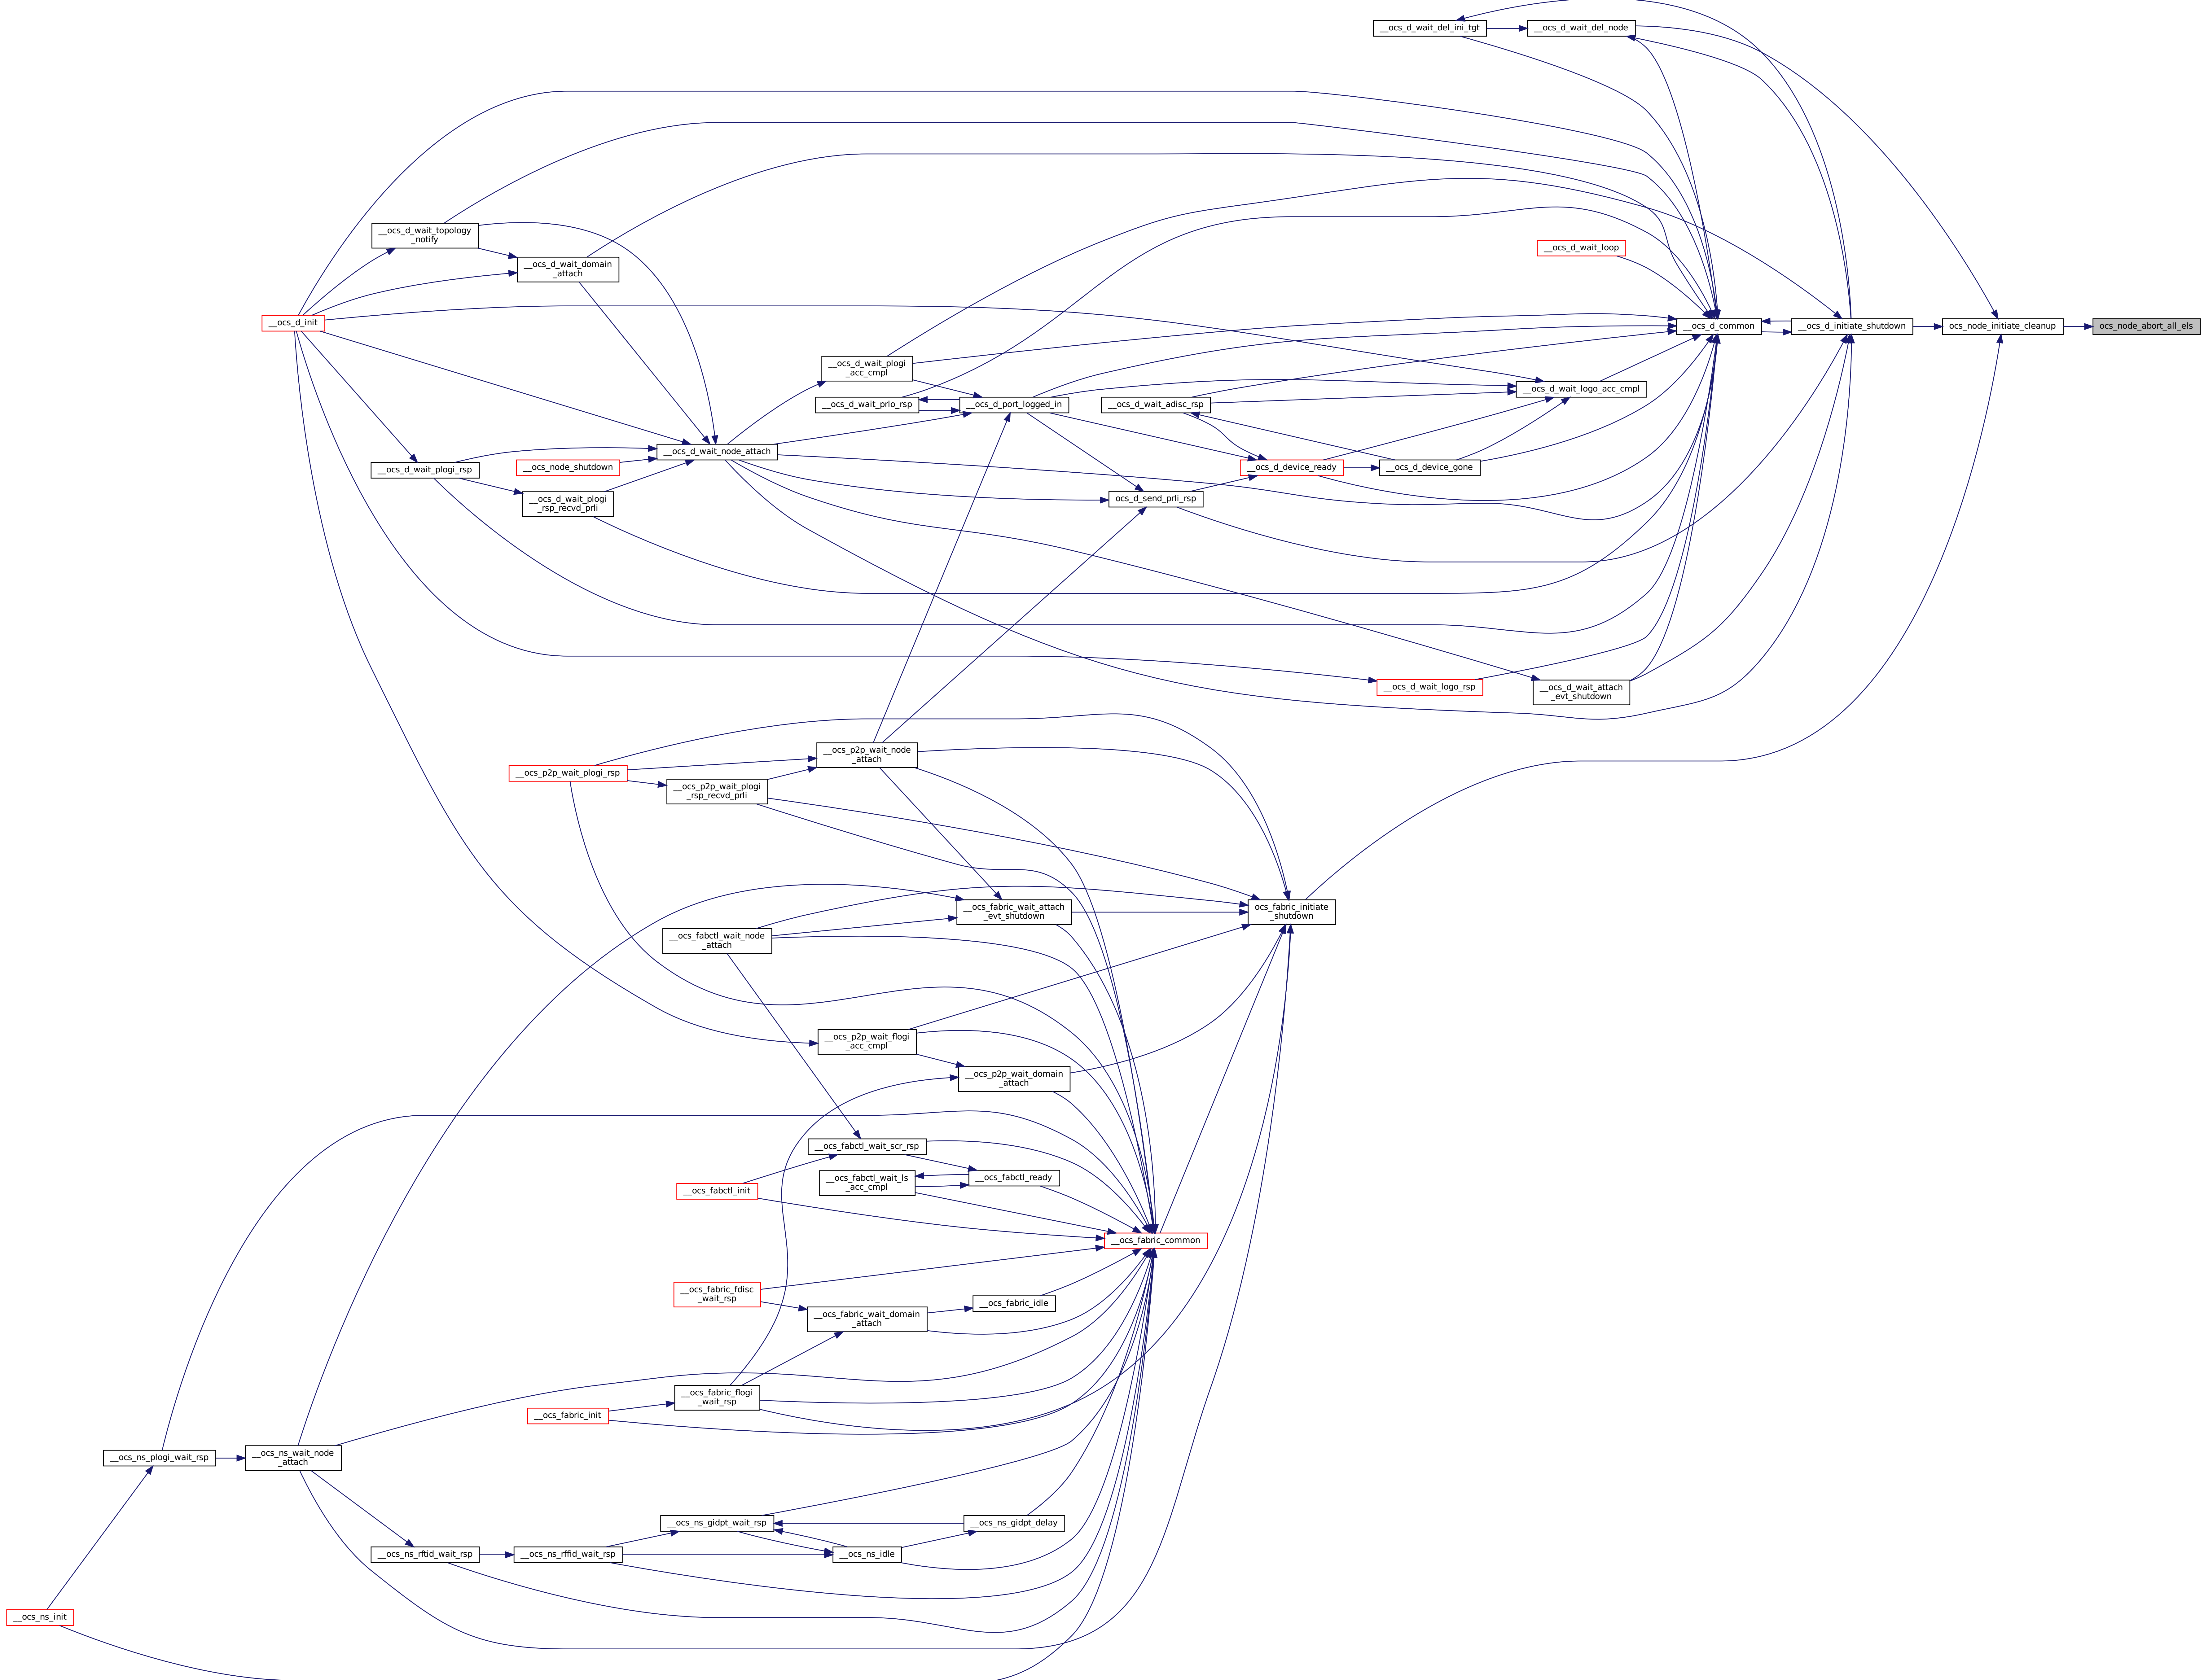 __ocs_d_wait_del_ini_tgt
__ocs_d_wait_del_node
__ocs_d_wait_topology
_notify
__ocs_d_wait_loop
__ocs_d_wait_domain
_attach
__ocs_d_init
__ocs_d_common
__ocs_d_initiate_shutdown
ocs_node_initiate_cleanup
ocs_node_abort_all_els
__ocs_d_wait_plogi
_acc_cmpl
__ocs_d_wait_logo_acc_cmpl
__ocs_d_wait_prlo_rsp
__ocs_d_port_logged_in
__ocs_d_wait_adisc_rsp
__ocs_d_wait_node_attach
__ocs_d_wait_plogi_rsp
__ocs_node_shutdown
__ocs_d_device_ready
__ocs_d_device_gone
__ocs_d_wait_plogi
_rsp_recvd_prli
ocs_d_send_prli_rsp
__ocs_d_wait_logo_rsp
__ocs_d_wait_attach
_evt_shutdown
__ocs_p2p_wait_node
_attach
__ocs_p2p_wait_plogi_rsp
__ocs_p2p_wait_plogi
_rsp_recvd_prli
__ocs_fabric_wait_attach
_evt_shutdown
ocs_fabric_initiate
_shutdown
__ocs_fabctl_wait_node
_attach
__ocs_p2p_wait_flogi
_acc_cmpl
__ocs_p2p_wait_domain
_attach
__ocs_fabctl_wait_scr_rsp
__ocs_fabctl_wait_ls
_acc_cmpl
__ocs_fabctl_ready
__ocs_fabctl_init
__ocs_fabric_common
__ocs_fabric_fdisc
_wait_rsp
__ocs_fabric_idle
__ocs_fabric_wait_domain
_attach
__ocs_fabric_flogi
_wait_rsp
__ocs_fabric_init
__ocs_ns_plogi_wait_rsp
__ocs_ns_wait_node
_attach
__ocs_ns_gidpt_wait_rsp
__ocs_ns_gidpt_delay
__ocs_ns_rftid_wait_rsp
__ocs_ns_rffid_wait_rsp
__ocs_ns_idle
__ocs_ns_init